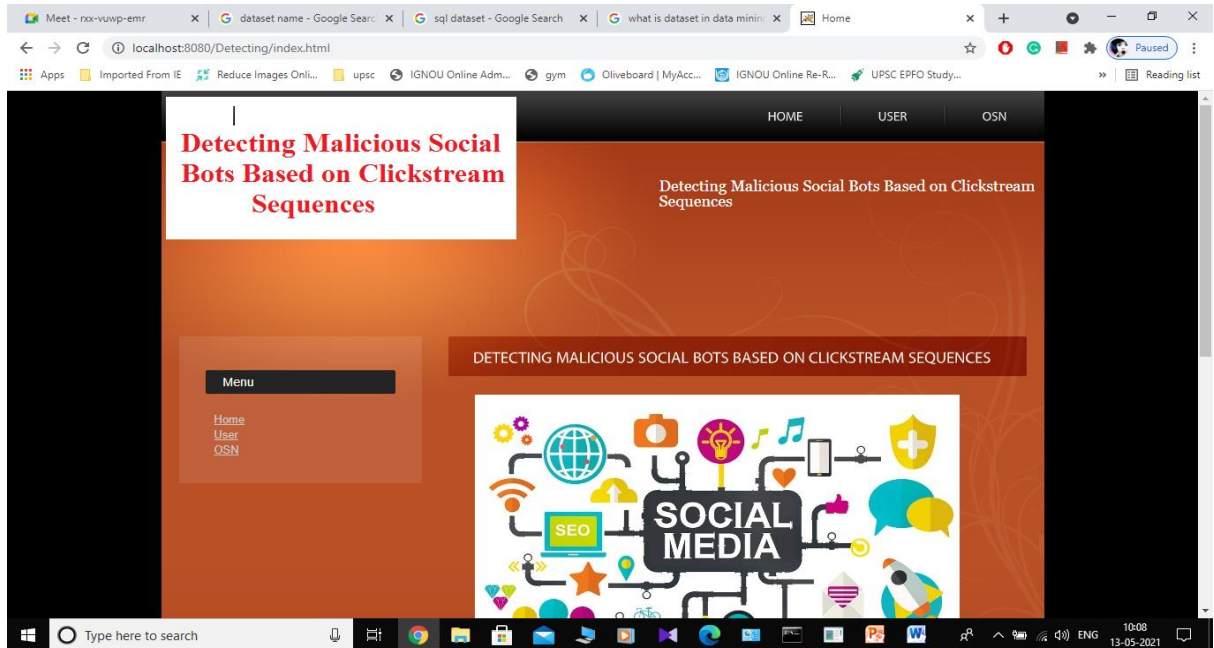 Meet - rxx-vuwp-emr
dataset name - Google Searc
sql dataset - Google Search
what is dataset in data minin
Home
localhost:8080/Detecting/index.html
Paused
Apps
Imported From IE
Reduce Images Onli...
upsc
IGNOU Online Adm...
gym
Oliveboard | MyAcc...
IGNOU Online Re-R...
UPSC EPFO Study...
»
Reading list
HOME USER OSN
Detecting Malicious Social
Bots Based on Clickstream
Sequences
Detecting Malicious Social Bots Based on Clickstream
Sequences
DETECTING MALICIOUS SOCIAL BOTS BASED ON CLICKSTREAM SEQUENCES
Menu
Home
User
OSN
SEO
SOCIAL
MEDIA
Type here to search
ENG
10:08
13-05-2021